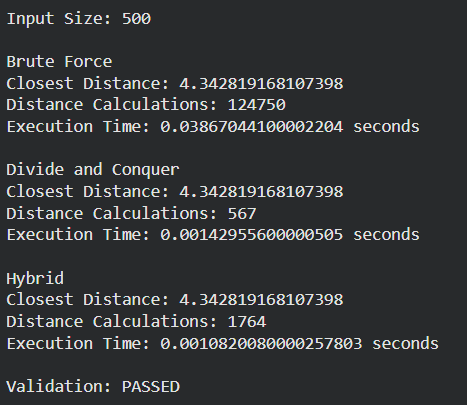 Input Size: 500
Brute Force
Closest Distance: 4.342819168107398
Distance Calculations: 124750
Execution Time: 0.03867044100002204 seconds
Divide and Conquer
Closest Distance: 4.342819168107398
Distance Calculations: 567
Execution Time: 0.00142955600000505 seconds
Hybrid
Closest Distance: 4.342819168107398
Distance Calculations: 1764
Execution Time: 0.0010820080000257803 seconds
Validation: PASSED